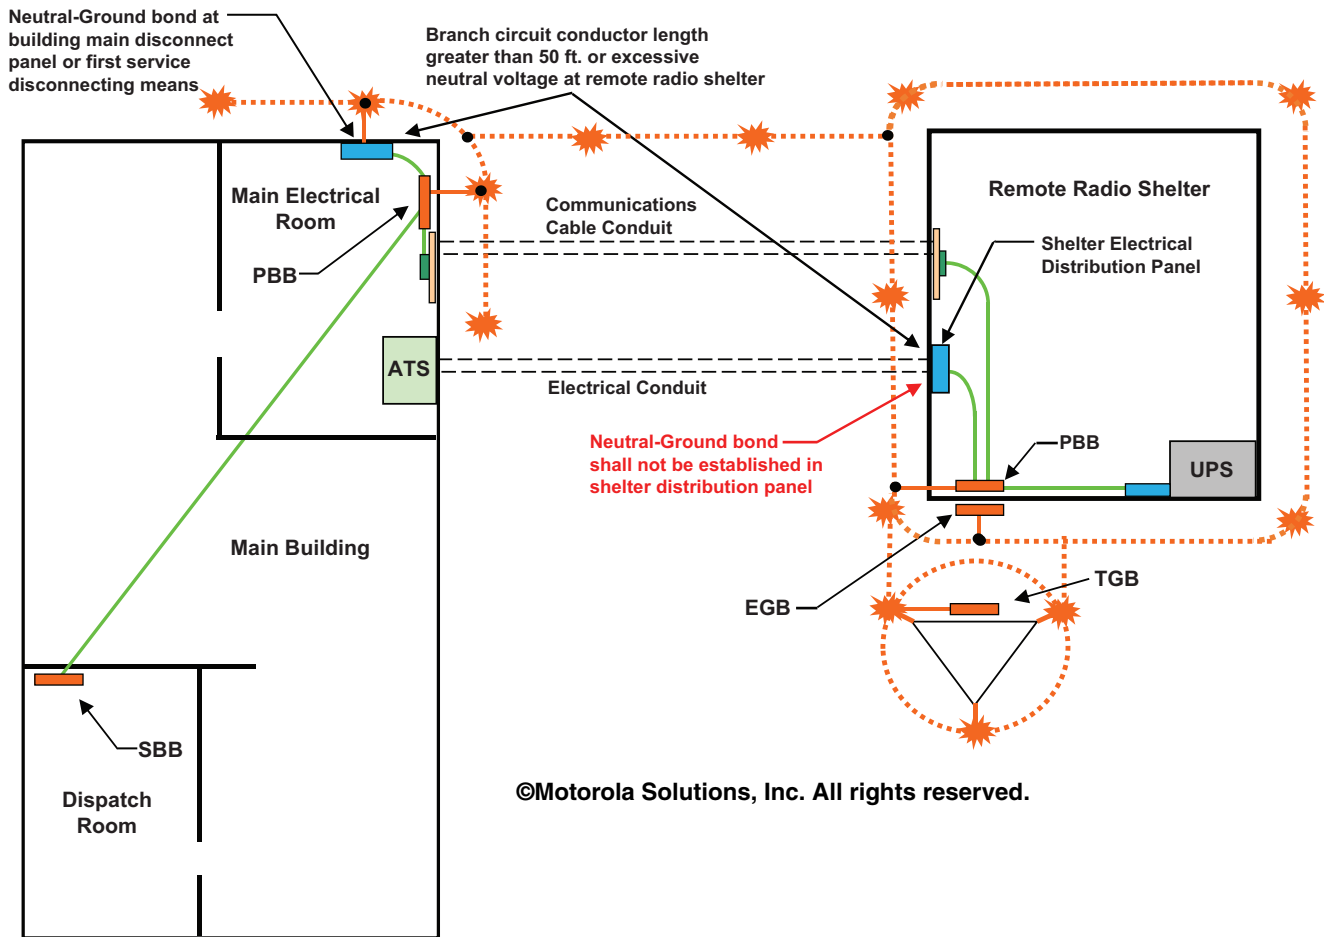 Neutral-Ground bond at
building main disconnect
panel or first service
disconnecting means
Branch circuit conductor length
greater than 50 ft. or excessive
neutral voltage at remote radio shelter
Main Electrical
Room
PBB
Communications
Cable Conduit
Remote Radio Shelter
Shelter Electrical
Distribution Panel
ATS
Electrical Conduit
Neutral-Ground bond
shall not be established in
shelter distribution panel
PBB
UPS
Main Building
EGB
TGB
SBB
Dispatch
Room
©Motorola Solutions, Inc. All rights reserved.